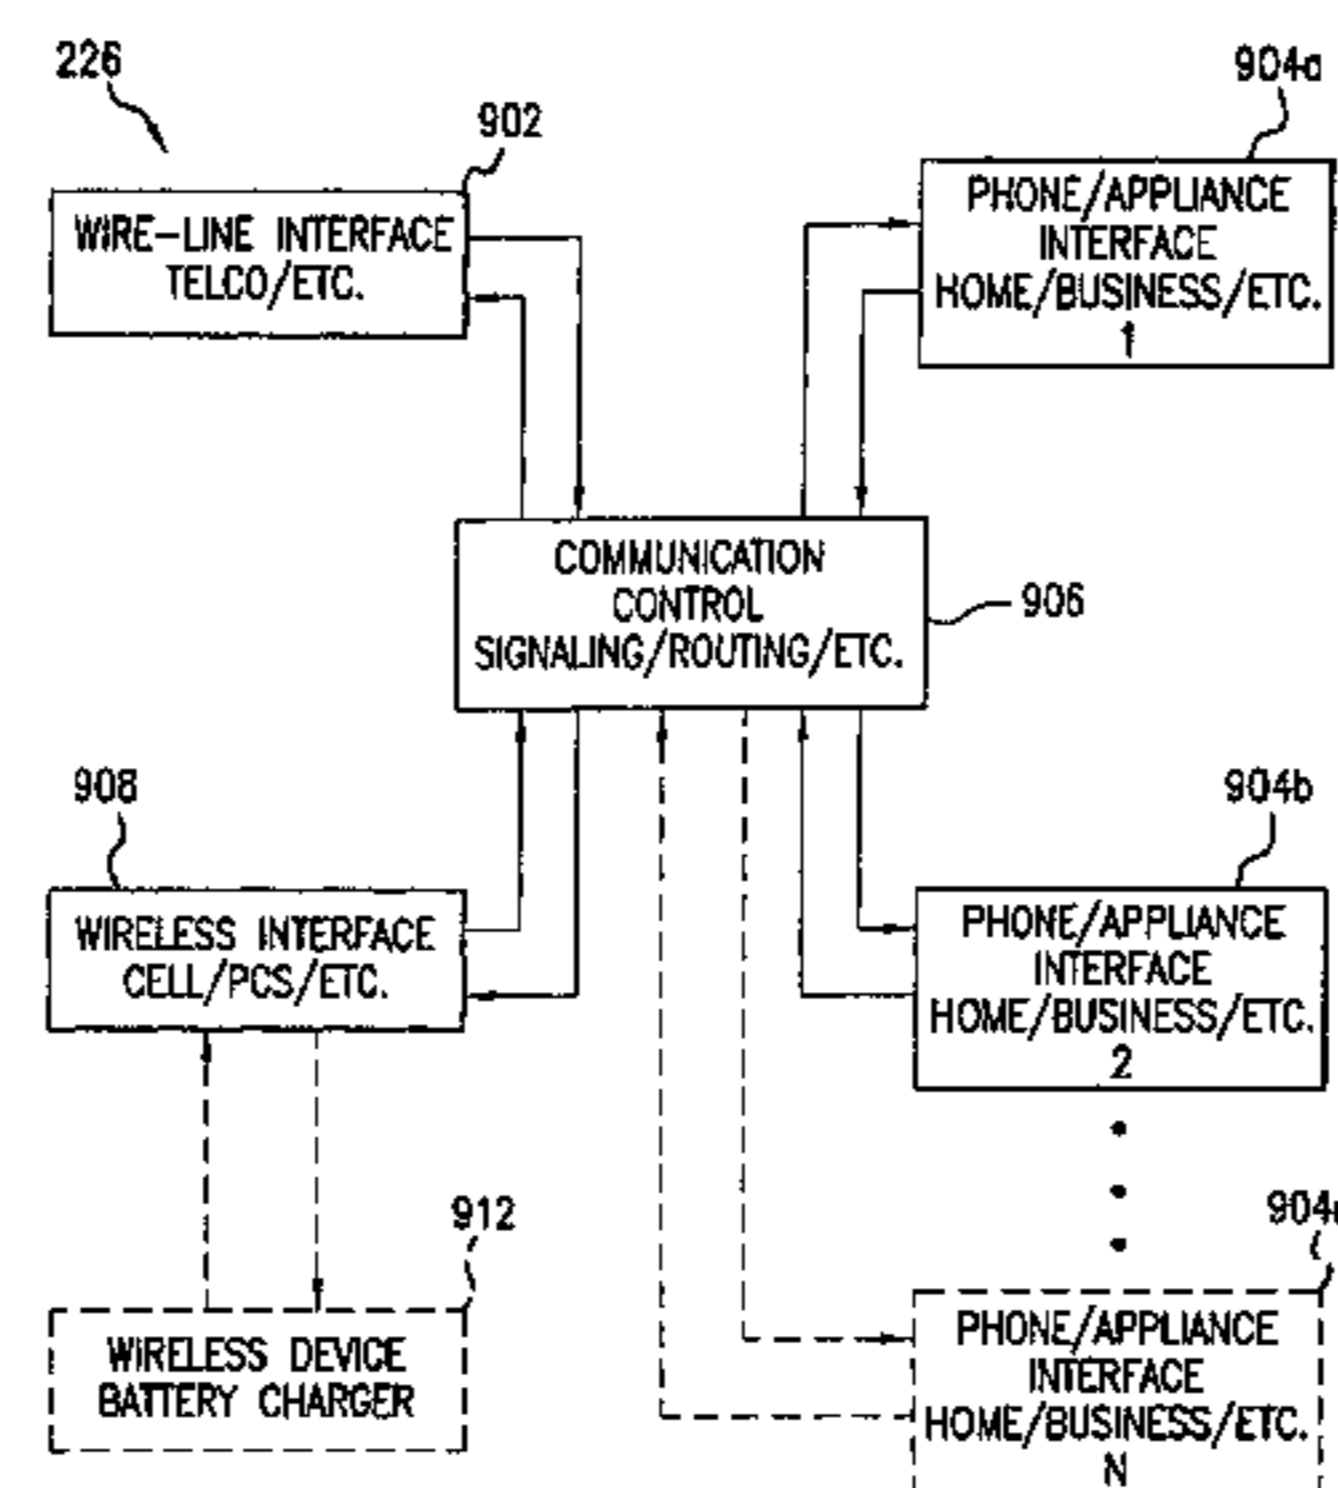 226
902
904a
WIRE-LINE INTERFACE
TELCO/ETC.
PHONE/APPLIANCE
INTERFACE
HOME/BUSINESS/ETC.
1
COMMUNICATION
CONTROL
SIGNALING/ROUTING/ETC.
906
908
904b
WIRELESS INTERFACE
CELL/PCS/ETC.
PHONE/APPLIANCE
INTERFACE
HOME/BUSINESS/ETC.
2
912
904n
WIRELESS DEVICE
BATTERY CHARGER
PHONE/APPLIANCE
INTERFACE
HOME/BUSINESS/ETC.
N